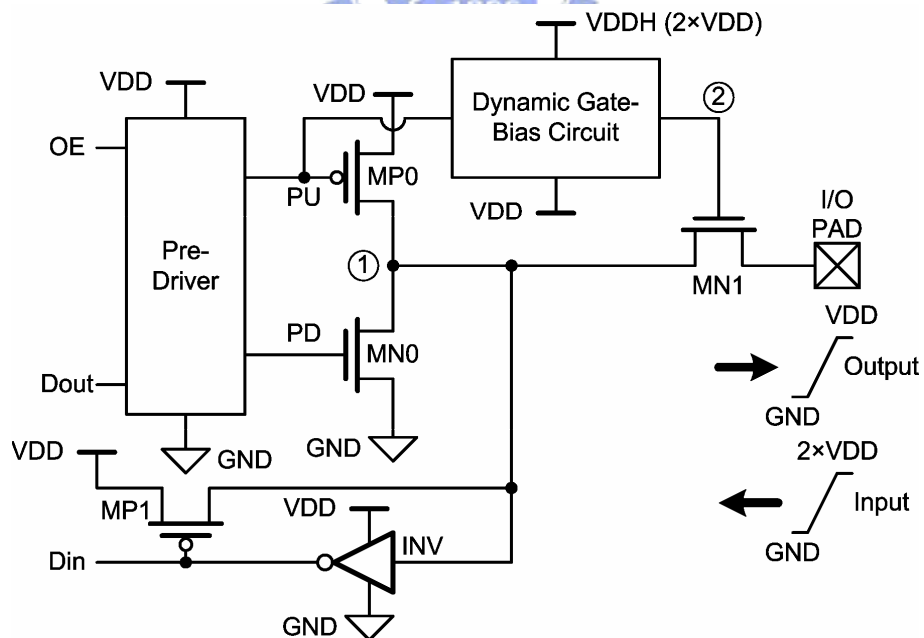 VDDH (2×VDD)
VDD
VDD
Dynamic Gate-
Bias Circuit
②
OE
MP0
PU
VDD
I/O
PAD
Pre-
Driver
①
MN1
PD
MN0
VDD
Output
GND
Dout
GND
GND
VDD
2×VDD
Input
GND
MP1
VDD
INV
Din
GND